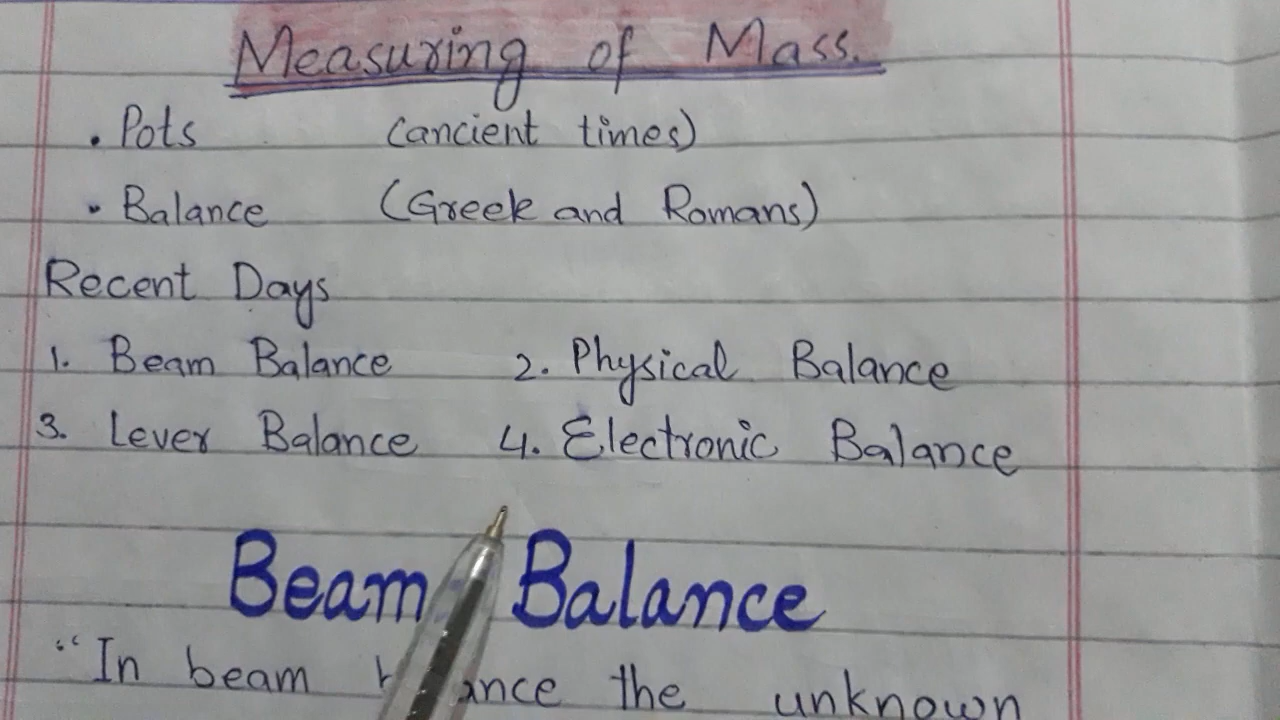 Measuring of Mass.
• Pots (ancient times)
• Balance (Greek and Romans)
Recent Days
1. Beam Balance 2. Physical Balance
3. Lever Balance 4. Electronic Balance
Beam Balance
“In beam the unknown